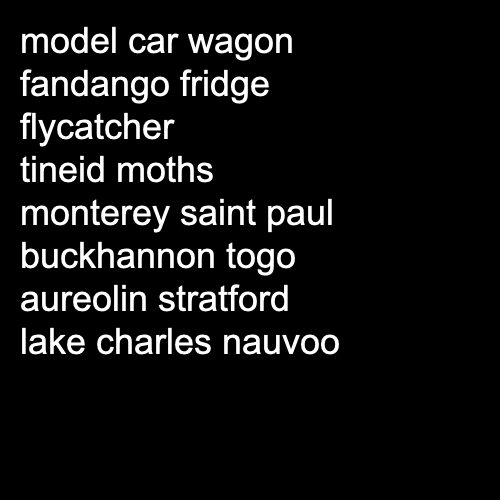 model car wagon
fandango fridge
flycatcher
tineid moths
monterey saint paul
buckhannon togo
aureolin stratford
lake charles nauvoo